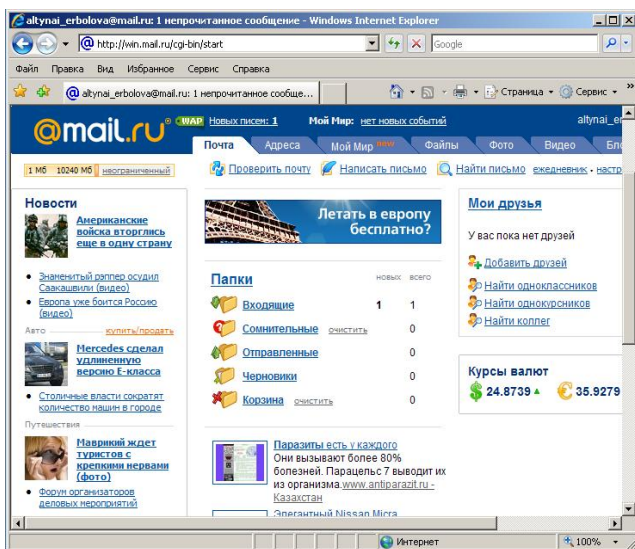 altynai_erbolova@mail.ru: 1 непрочитанное сообщение - Windows Internet Explorer
http://win.mail.ru/cgi-bin/start
Google
Файл Правка Вид Избранное Сервис Справка
altynai_erbolova@mail.ru: 1 непрочитанное сообще...
Страница
Сервис
@mail.ru®
WAP Новых писем: 1 Мой Мир: нет новых событий altynai_er
Почта Адреса Мой Мир new Файлы Фото Видео Бло
1 Мб 10240 Мб неограниченный
Проверить почту Написать письмо Найти письмо ежедневник • настр
Новости
Американские
войска вторглись
еще в одну страну
Знаменитый рэппер осудил
Саакашвили (видео)
Европа уже боится Россию
(видео)
Авто купить/продать
Mercedes сделал
удлиненную
версию E-класса
Столичные власти сократят
количество машин в городе
Путешествия
Маврикий ждет
туристов с
крепкими нервами
(фото)
Форум организаторов
деловых мероприятий
Летать в европу
бесплатно?
Папки новых всего
Входящие 1 1
Сомнительные очистить 0
Отправленные 0
Черновики 0
Корзина очистить 0
Паразиты есть у каждого
Они вызывают более 80%
болезней. Парацельс 7 выводит их
из организма.www.antiparazit.ru -
Казахстан
Элегантный Nissan Micra
Мои друзья
У вас пока нет друзей
Добавить друзей
Найти одноклассников
Найти однокурсников
Найти коллег
Курсы валют
$ 24.8739 ▲ € 35.9279
Интернет 100%